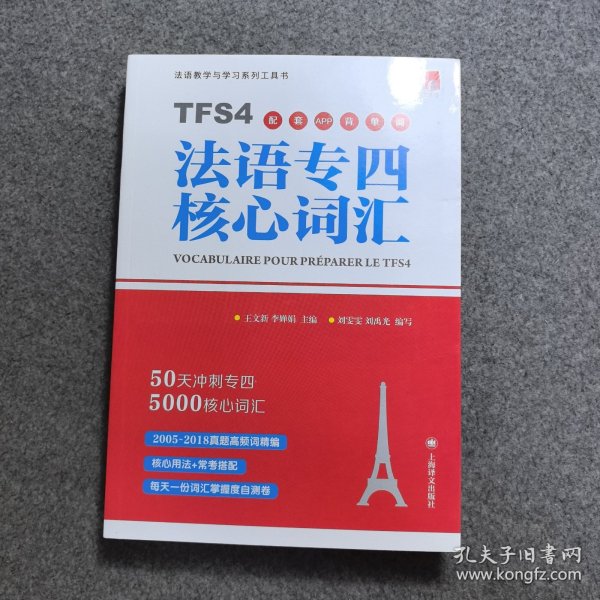 法语教学与学习系列工具书
TFS4 配套APP背单词
法语专四
核心词汇
VOCABULAIRE POUR PRÉPARER LE TFS4
王文新 李婵娟 主编 刘雯雯 刘禹光 编写
50天冲刺专四
5000核心词汇
2005-2018真题高频词精编
核心用法+常考搭配
每天一份词汇掌握度自测卷
上海译文出版社
孔夫子旧书网
www.kongfz.com